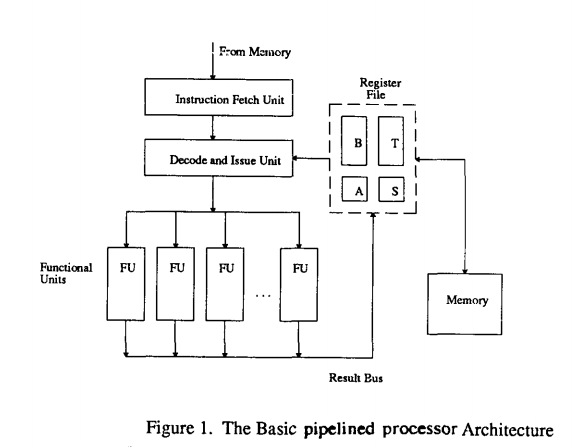 From Memory
Instruction Fetch Unit
Decode and Issue Unit
Register
File
B T
A S
Functional
Units
FU FU FU ... FU
Memory
Result Bus
Figure 1. The Basic pipelined processor Architecture